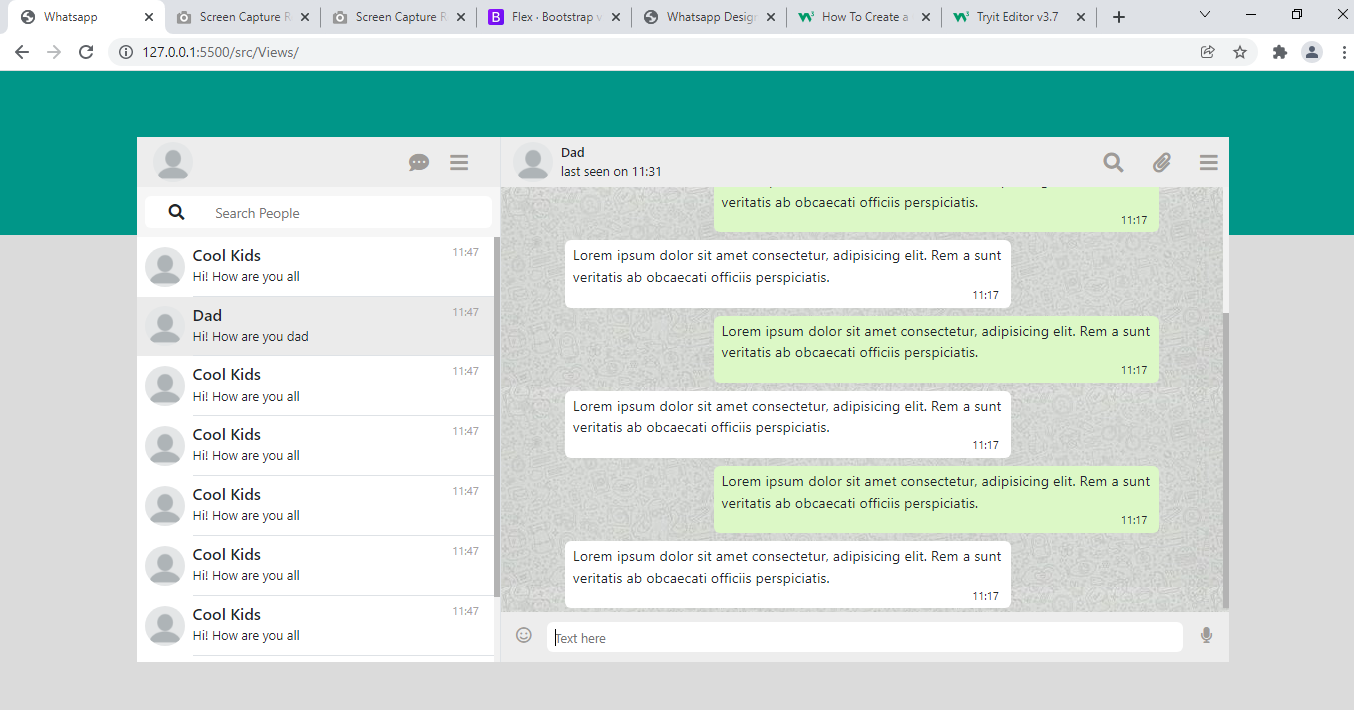 Whatsapp
Screen Capture R
Screen Capture R
Flex · Bootstrap v
Whatsapp Design
How To Create a
Tryit Editor v3.7
127.0.0.1:5500/src/Views/
Dad
last seen on 11:31
Search People
Cool Kids
11:47
Hi! How are you all
Dad
11:47
Hi! How are you dad
Cool Kids
11:47
Hi! How are you all
Cool Kids
11:47
Hi! How are you all
Cool Kids
11:47
Hi! How are you all
Cool Kids
11:47
Hi! How are you all
Cool Kids
11:47
Hi! How are you all
veritatis ab obcaecati officiis perspiciatis.
11:17
Lorem ipsum dolor sit amet consectetur, adipisicing elit. Rem a sunt
veritatis ab obcaecati officiis perspiciatis.
11:17
Lorem ipsum dolor sit amet consectetur, adipisicing elit. Rem a sunt
veritatis ab obcaecati officiis perspiciatis.
11:17
Lorem ipsum dolor sit amet consectetur, adipisicing elit. Rem a sunt
veritatis ab obcaecati officiis perspiciatis.
11:17
Lorem ipsum dolor sit amet consectetur, adipisicing elit. Rem a sunt
veritatis ab obcaecati officiis perspiciatis.
11:17
Lorem ipsum dolor sit amet consectetur, adipisicing elit. Rem a sunt
veritatis ab obcaecati officiis perspiciatis.
11:17
Text here